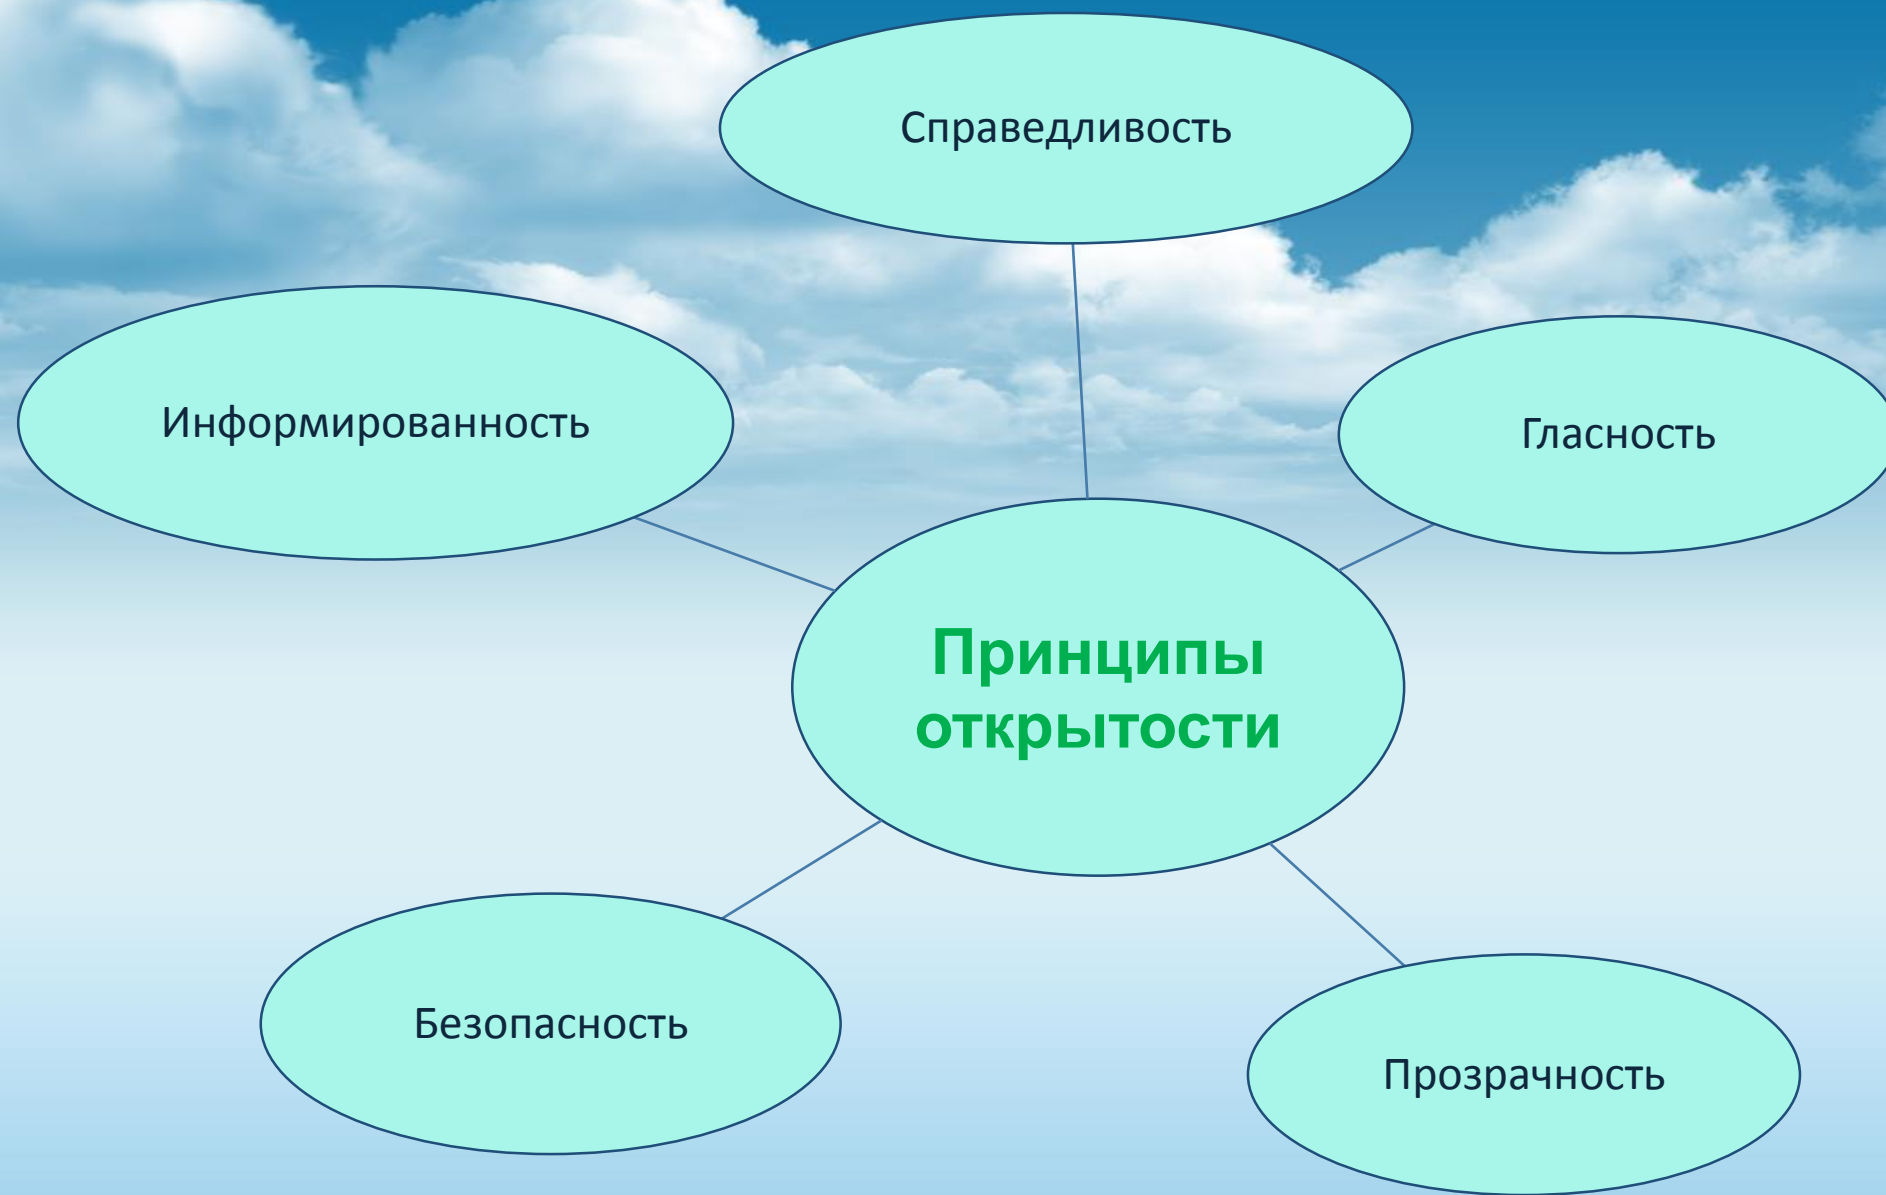 Справедливость
Информированность
Гласность
Принципы
открытости
Безопасность
Прозрачность